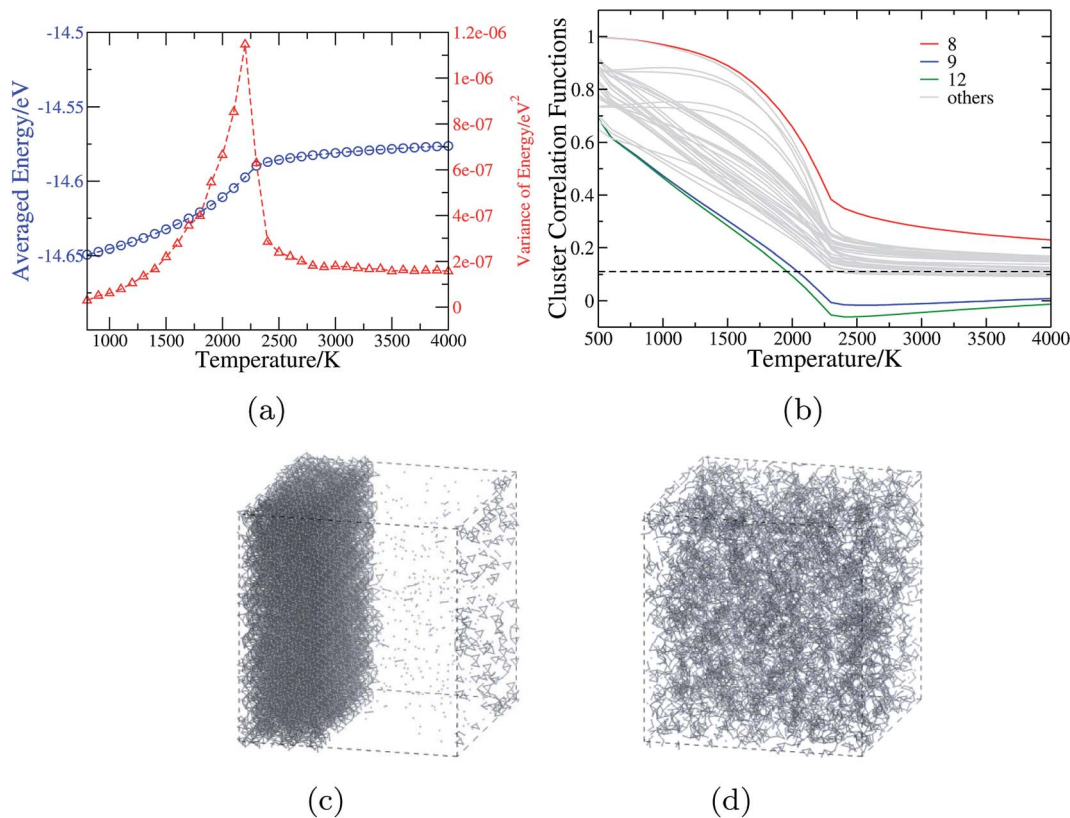 -14.5
-14.55
-14.6
-14.65
Averaged Energy/eV
1000 1500 2000 2500 3000 3500 4000
Temperature/K
1.2e-06
1e-06
8e-07
6e-07
4e-07
2e-07
0
Variance of Energy/eV²
(a)
1
0.8
0.6
0.4
0.2
0
Cluster Correlation Functions
8
9
12
others
500 1000 1500 2000 2500 3000 3500 4000
Temperature/K
(b)
(c)
(d)